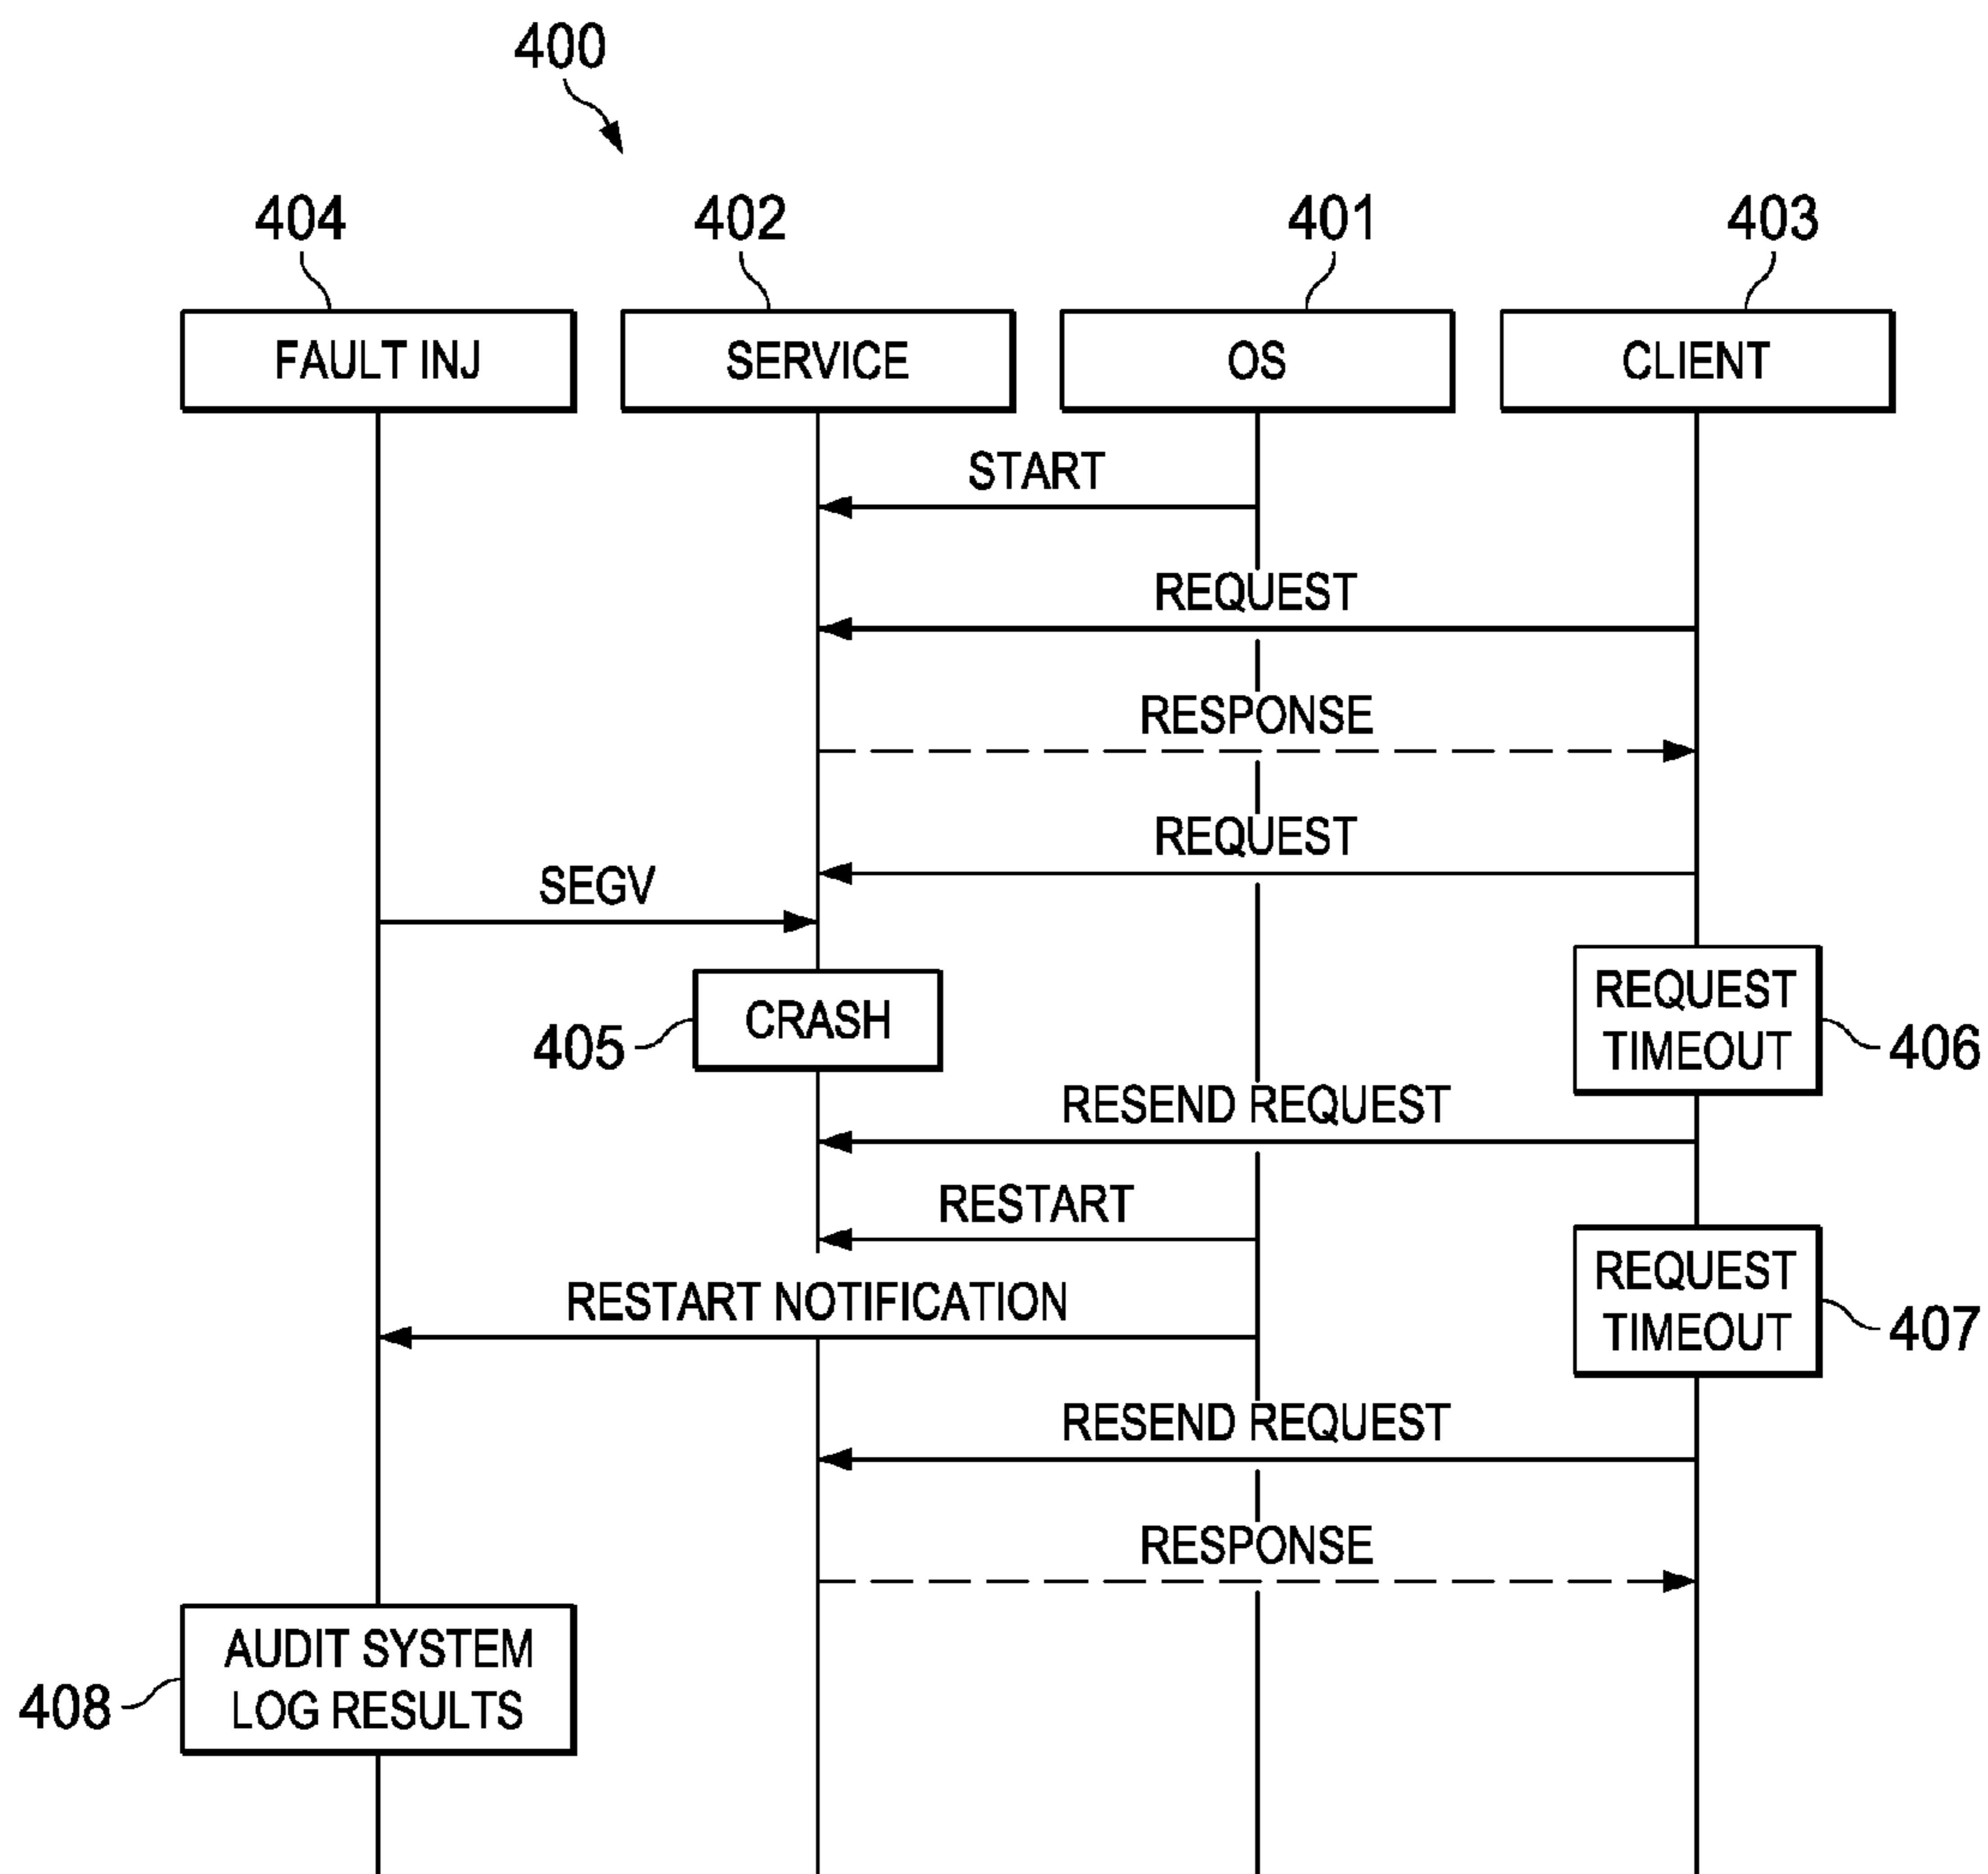 400
404
402
401
403
FAULT INJ
SERVICE
OS
CLIENT
START
REQUEST
RESPONSE
REQUEST
SEGV
REQUEST
TIMEOUT
406
CRASH
405
RESEND REQUEST
RESTART
REQUEST
TIMEOUT
407
RESTART NOTIFICATION
RESEND REQUEST
RESPONSE
AUDIT SYSTEM
LOG RESULTS
408